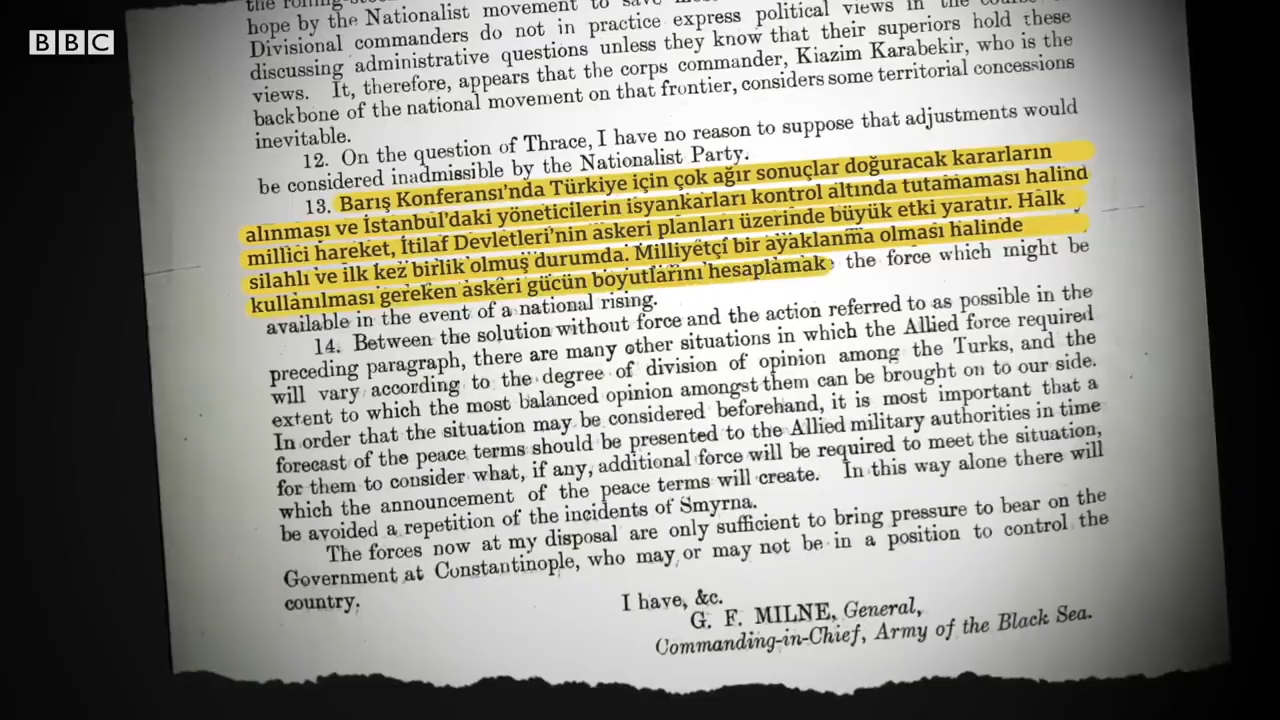 BBC
hope by the Nationalist movement to
Divisional commanders do not in practice express political views in the
discussing administrative questions unless they know that their superiors hold these
views. It, therefore, appears that the corps commander, Kiazim Karabekir, who is the
backbone of the national movement on that frontier, considers some territorial concessions
inevitable.
12. On the question of Thrace, I have no reason to suppose that adjustments would
be considered inadmissible by the Nationalist Party.
13. Barış Konferansı’nda Türkiye için çok ağır sonuçlar doğuracak kararların
alınması ve İstanbul’daki yöneticilerin isyankarları kontrol altında tutamaması halind
millici hareket, İtilaf Devletleri’nin askeri planları üzerinde büyük etki yaratır. Halk
silahlı ve ilk kez birlik olmuş durumda. Milliyetçi bir ayaklanma olması halinde
kullanılması gereken askeri gücün boyutlarını hesaplamak the force which might be
available in the event of a national rising.
14. Between the solution without force and the action referred to as possible in the
preceding paragraph, there are many other situations in which the Allied force required
will vary according to the degree of division of opinion among the Turks, and the
extent to which the most balanced opinion amongst them can be brought on to our side.
In order that the situation may be considered beforehand, it is most important that a
forecast of the peace terms should be presented to the Allied military authorities in time
for them to consider what, if any, additional force will be required to meet the situation,
which the announcement of the peace terms will create. In this way alone there will
be avoided a repetition of the incidents of Smyrna.
The forces now at my disposal are only sufficient to bring pressure to bear on the
Government at Constantinople, who may or may not be in a position to control the
country.
I have, &c.
G. F. MILNE, General,
Commanding-in-Chief, Army of the Black Sea.